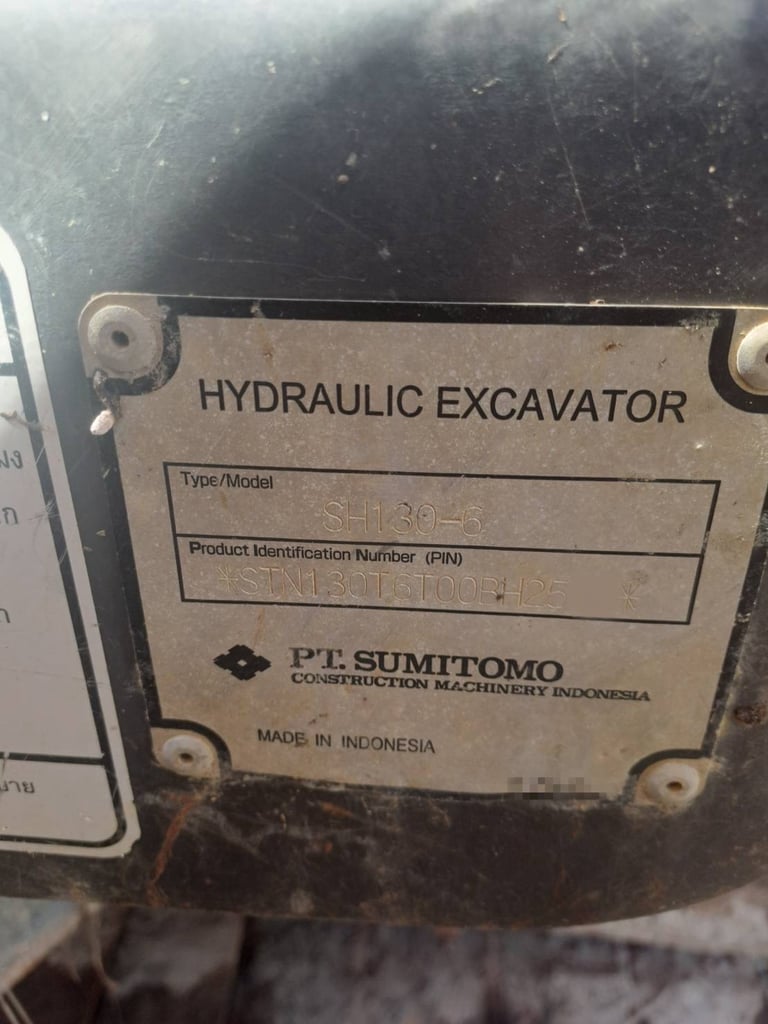 HYDRAULIC EXCAVATOR
Type/Model
SH130-6
Product Identification Number (PIN)
*STN130T6T00BH25 *
PT. SUMITOMO
CONSTRUCTION MACHINERY INDONESIA
MADE IN INDONESIA